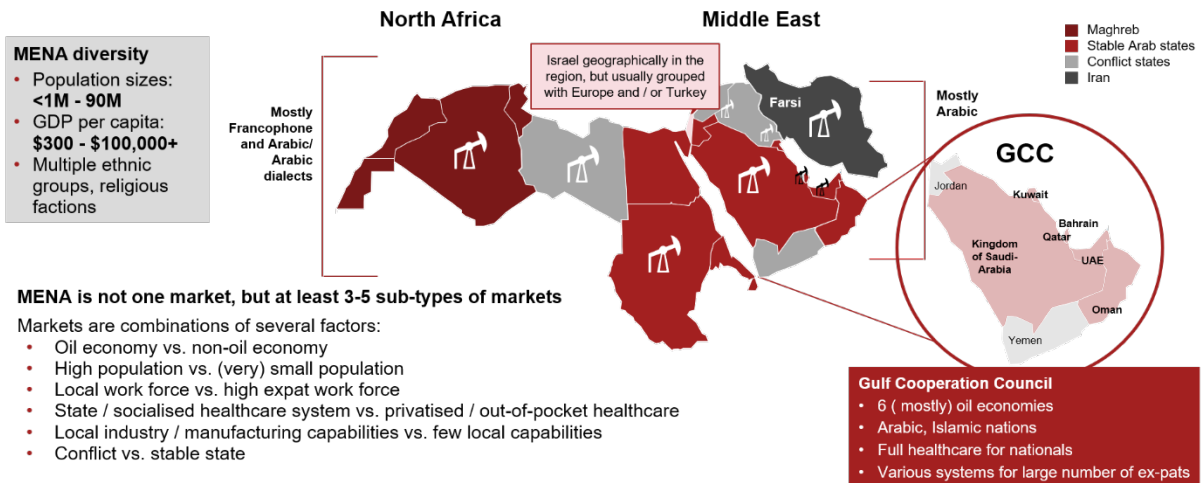 North Africa
Middle East
MENA diversity
• Population sizes:
<1M - 90M
• GDP per capita:
$300 - $100,000+
• Multiple ethnic
groups, religious
factions
Mostly
Francophone
and Arabic/
Arabic
dialects
Israel geographically in the
region, but usually grouped
with Europe and / or Turkey
Farsi
Maghreb
Stable Arab states
Conflict states
Iran
Mostly
Arabic
GCC
Jordan
Kuwait
Bahrain
Qatar
Kingdom
of Saudi-
Arabia
UAE
Oman
Yemen
MENA is not one market, but at least 3-5 sub-types of markets
Markets are combinations of several factors:
• Oil economy vs. non-oil economy
• High population vs. (very) small population
• Local work force vs. high expat work force
• State / socialised healthcare system vs. privatised / out-of-pocket healthcare
• Local industry / manufacturing capabilities vs. few local capabilities
• Conflict vs. stable state
Gulf Cooperation Council
• 6 ( mostly) oil economies
• Arabic, Islamic nations
• Full healthcare for nationals
• Various systems for large number of ex-pats